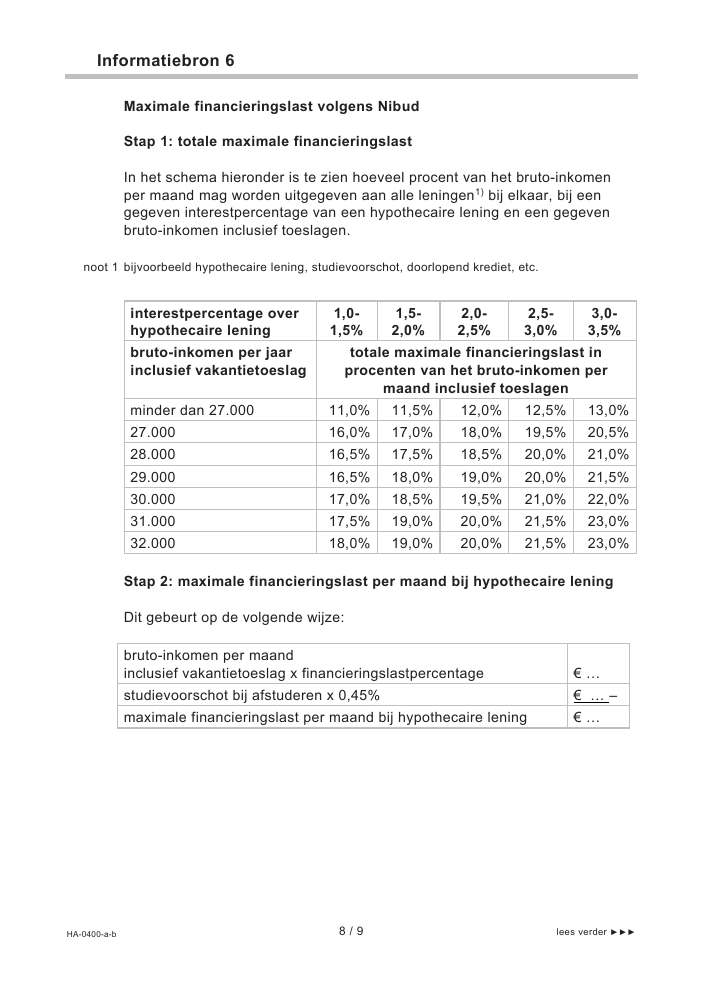 Informatiebron 6
Maximale financieringslast volgens Nibud
Stap 1: totale maximale financieringslast
In het schema hieronder is te zien hoeveel procent van het bruto-inkomen
per maand mag worden uitgegeven aan alle leningen1) bij elkaar, bij een
gegeven interestpercentage van een hypothecaire lening en een gegeven
bruto-inkomen inclusief toeslagen.
noot 1 bijvoorbeeld hypothecaire lening, studievoorschot, doorlopend krediet, etc.
interestpercentage over 1,0- 1,5- 2,0- 2,5- 3,0-
hypothecaire lening 1,5% 2,0% 2,5% 3,0% 3,5%
bruto-inkomen per jaar totale maximale financieringslast in
inclusief vakantietoeslag procenten van het bruto-inkomen per
maand inclusief toeslagen
minder dan 27.000 11,0% 11,5% 12,0% 12,5% 13,0%
27.000 16,0% 17,0% 18,0% 19,5% 20,5%
28.000 16,5% 17,5% 18,5% 20,0% 21,0%
29.000 16,5% 18,0% 19,0% 20,0% 21,5%
30.000 17,0% 18,5% 19,5% 21,0% 22,0%
31.000 17,5% 19,0% 20,0% 21,5% 23,0%
32.000 18,0% 19,0% 20,0% 21,5% 23,0%
Stap 2: maximale financieringslast per maand bij hypothecaire lening
Dit gebeurt op de volgende wijze:
bruto-inkomen per maand
inclusief vakantietoeslag x financieringslastpercentage € …
studievoorschot bij afstuderen x 0,45% € … –
maximale financieringslast per maand bij hypothecaire lening € …
HA-0400-a-b 8 / 9 lees verder ►►►